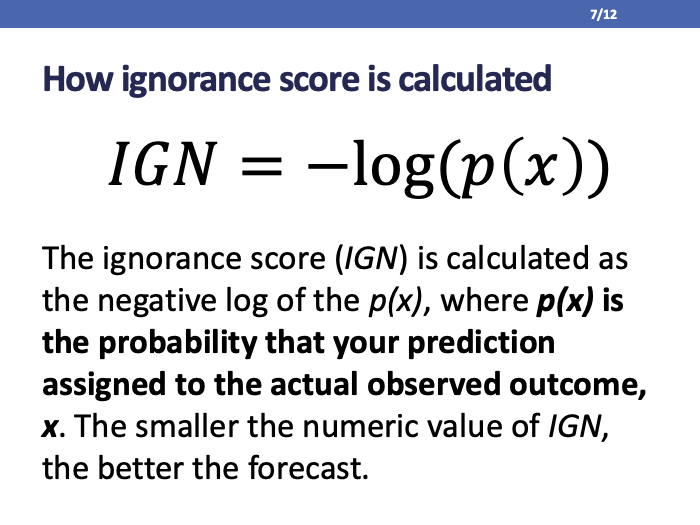 7/12
How ignorance score is calculated
IGN = −log(p(x))
The ignorance score (IGN) is calculated as
the negative log of the p(x), where p(x) is
the probability that your prediction
assigned to the actual observed outcome,
x. The smaller the numeric value of IGN,
the better the forecast.